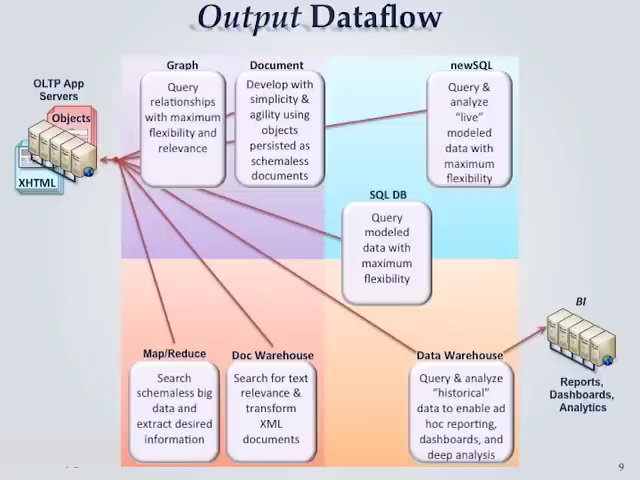 Output Dataflow
Graph
Query
relationships
with maximum
flexibility and
relevance
Document
Develop with
simplicity &
agility using
objects
persisted as
schemaless
documents
newSQL
Query &
analyze
"live"
modeled
data with
maximum
flexibility
OLTP App
Servers
Objects
XHTML
SQL DB
Query
modeled
data with
maximum
flexibility
Map/Reduce
Search
schemaless big
data and
extract desired
information
Doc Warehouse
Search for text
relevance &
transform
XML
documents
Data Warehouse
Query & analyze
"historical"
data to enable ad
hoc reporting,
dashboards, and
deep analysis
BI
Reports,
Dashboards,
Analytics
9